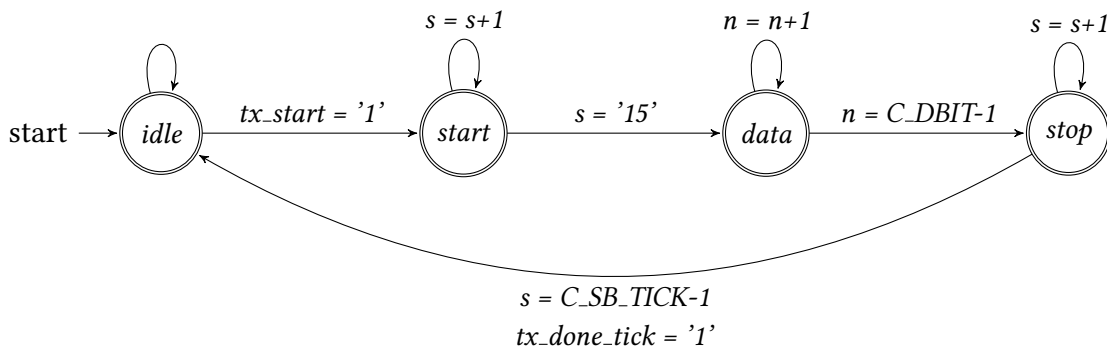 s = s+1
n = n+1
s = s+1
start
idle
tx_start = '1'
start
s = '15'
data
n = C_DBIT-1
stop
s = C_SB_TICK-1
tx_done_tick = '1'